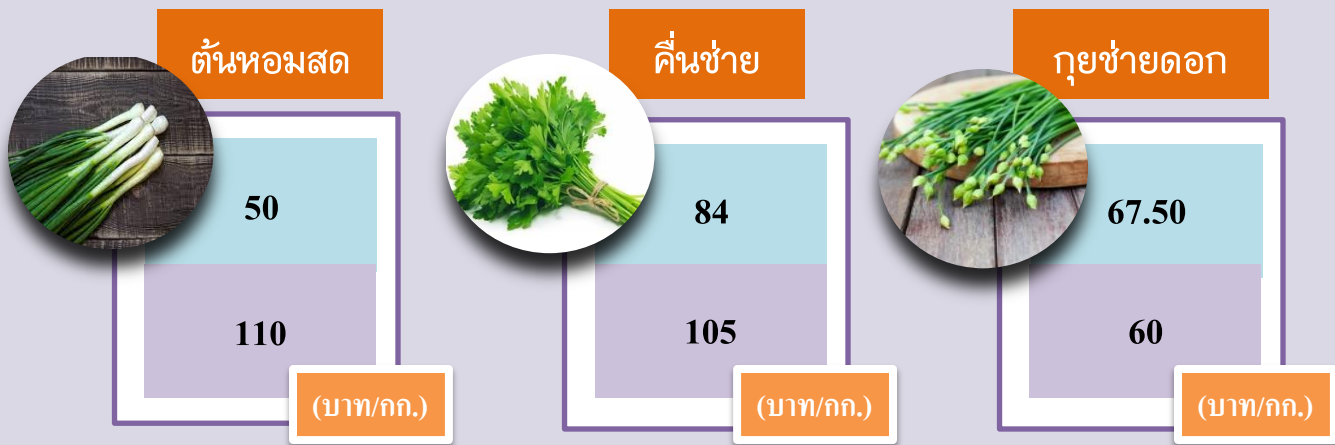 ต้นหอมสด
50
110
(บาท/กก.)
คื่นช่าย
84
105
(บาท/กก.)
กุยช่ายดอก
67.50
60
(บาท/กก.)